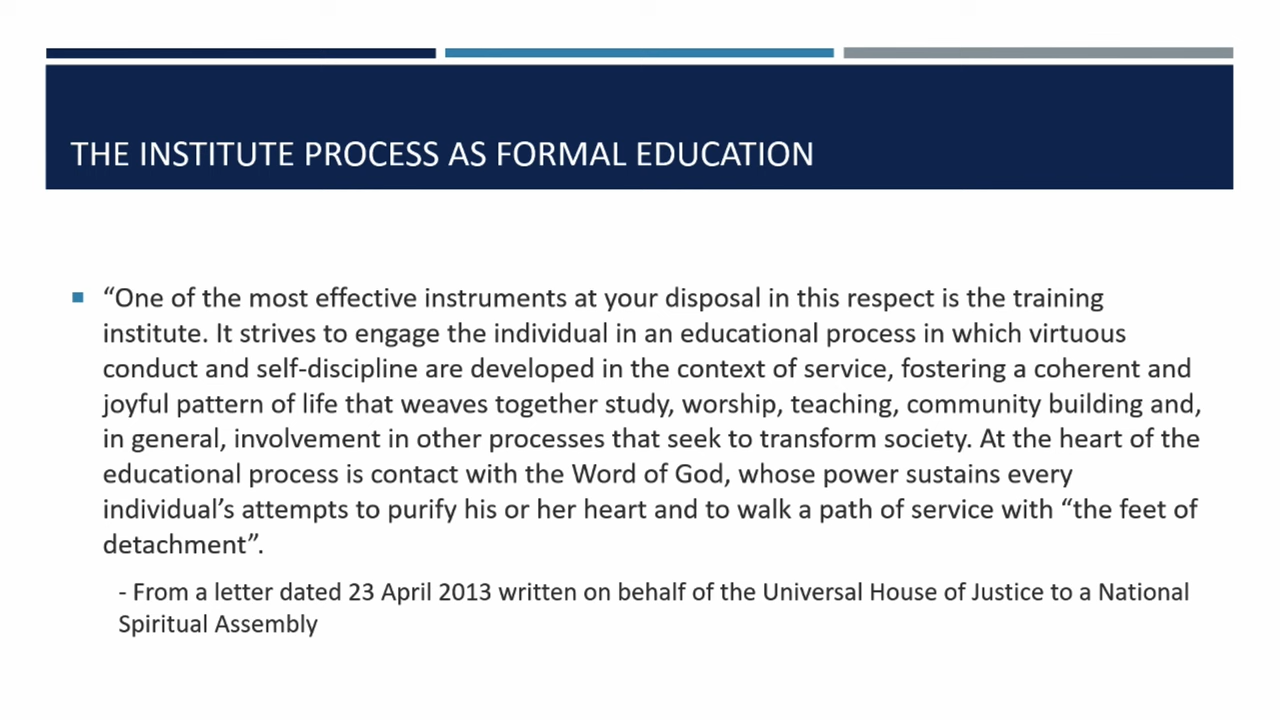 THE INSTITUTE PROCESS AS FORMAL EDUCATION
“One of the most effective instruments at your disposal in this respect is the training
institute. It strives to engage the individual in an educational process in which virtuous
conduct and self-discipline are developed in the context of service, fostering a coherent and
joyful pattern of life that weaves together study, worship, teaching, community building and,
in general, involvement in other processes that seek to transform society. At the heart of the
educational process is contact with the Word of God, whose power sustains every
individual’s attempts to purify his or her heart and to walk a path of service with “the feet of
detachment”.
- From a letter dated 23 April 2013 written on behalf of the Universal House of Justice to a National
Spiritual Assembly